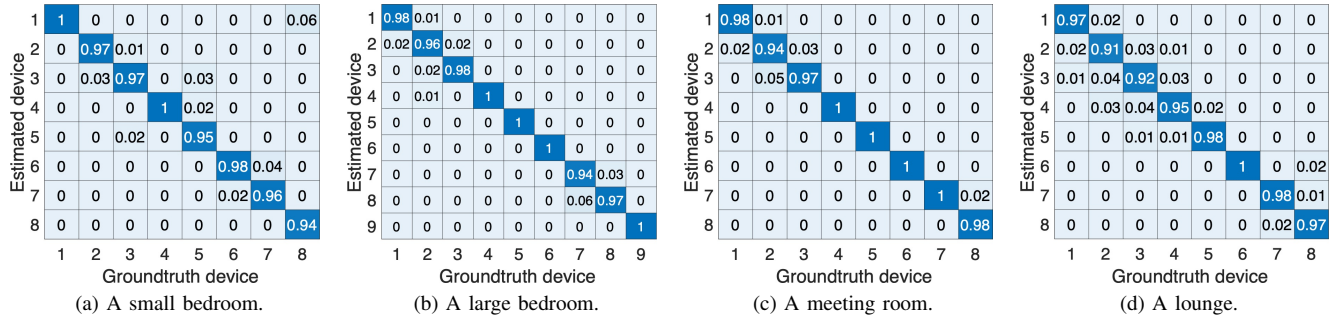 Estimated device
1 1 0 0 0 0 0 0 0.06
2 0 0.97 0.01 0 0 0 0 0
3 0 0.03 0.97 0 0.03 0 0 0
4 0 0 0 1 0.02 0 0 0
5 0 0 0.02 0 0.95 0 0 0
6 0 0 0 0 0 0.98 0.04 0
7 0 0 0 0 0 0.02 0.96 0
8 0 0 0 0 0 0 0 0.94
1 2 3 4 5 6 7 8
Groundtruth device
(a) A small bedroom.
Estimated device
1 0.98 0.01 0 0 0 0 0 0 0
2 0.02 0.96 0.02 0 0 0 0 0 0
3 0 0.02 0.98 0 0 0 0 0 0
4 0 0.01 0 1 0 0 0 0 0
5 0 0 0 0 1 0 0 0 0
6 0 0 0 0 0 1 0 0 0
7 0 0 0 0 0 0 0.94 0.03 0
8 0 0 0 0 0 0 0.06 0.97 0
9 0 0 0 0 0 0 0 0 1
1 2 3 4 5 6 7 8 9
Groundtruth device
(b) A large bedroom.
Estimated device
1 0.98 0.01 0 0 0 0 0 0
2 0.02 0.94 0.03 0 0 0 0 0
3 0 0.05 0.97 0 0 0 0 0
4 0 0 0 1 0 0 0 0
5 0 0 0 0 1 0 0 0
6 0 0 0 0 0 1 0 0
7 0 0 0 0 0 0 1 0.02
8 0 0 0 0 0 0 0 0.98
1 2 3 4 5 6 7 8
Groundtruth device
(c) A meeting room.
Estimated device
1 0.97 0.02 0 0 0 0 0 0
2 0.02 0.91 0.03 0.01 0 0 0 0
3 0.01 0.04 0.92 0.03 0 0 0 0
4 0 0.03 0.04 0.95 0.02 0 0 0
5 0 0 0.01 0.01 0.98 0 0 0
6 0 0 0 0 0 1 0 0.02
7 0 0 0 0 0 0 0.98 0.01
8 0 0 0 0 0 0 0.02 0.97
1 2 3 4 5 6 7 8
Groundtruth device
(d) A lounge.